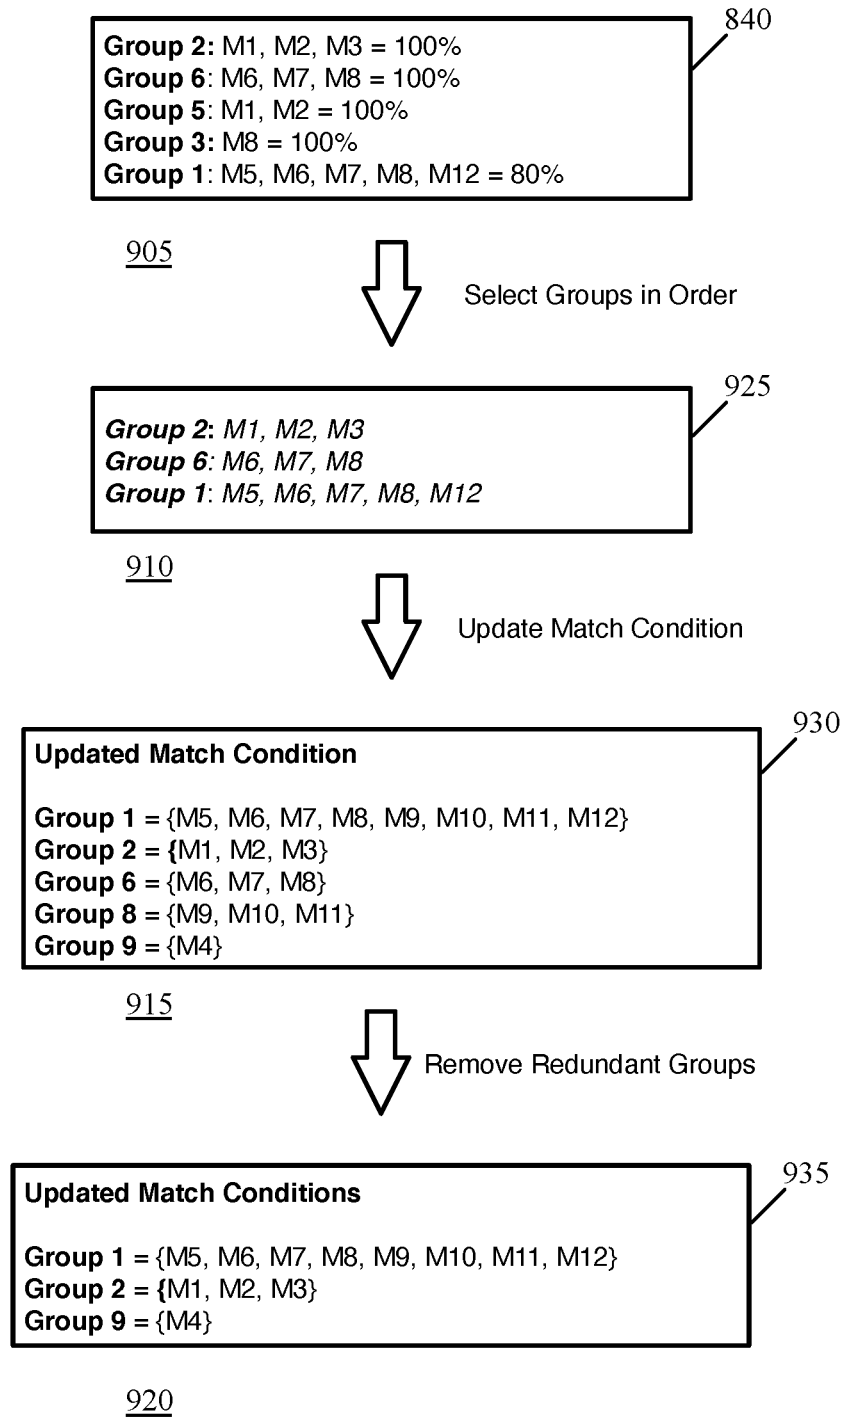 840
Group 2: M1, M2, M3 = 100%
Group 6: M6, M7, M8 = 100%
Group 5: M1, M2 = 100%
Group 3: M8 = 100%
Group 1: M5, M6, M7, M8, M12 = 80%
905
Select Groups in Order
925
Group 2: M1, M2, M3
Group 6: M6, M7, M8
Group 1: M5, M6, M7, M8, M12
910
Update Match Condition
930
Updated Match Condition
Group 1 = {M5, M6, M7, M8, M9, M10, M11, M12}
Group 2 = {M1, M2, M3}
Group 6 = {M6, M7, M8}
Group 8 = {M9, M10, M11}
Group 9 = {M4}
915
Remove Redundant Groups
935
Updated Match Conditions
Group 1 = {M5, M6, M7, M8, M9, M10, M11, M12}
Group 2 = {M1, M2, M3}
Group 9 = {M4}
920